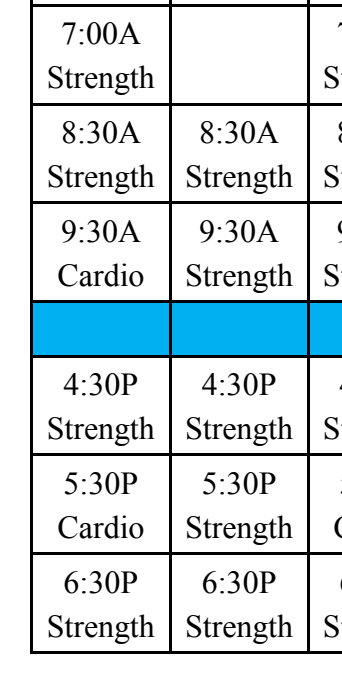 7:00A
Strength
8:30A 8:30A
Strength Strength
9:30A 9:30A
Cardio Strength
4:30P 4:30P
Strength Strength
5:30P 5:30P
Cardio Strength
6:30P 6:30P
Strength Strength